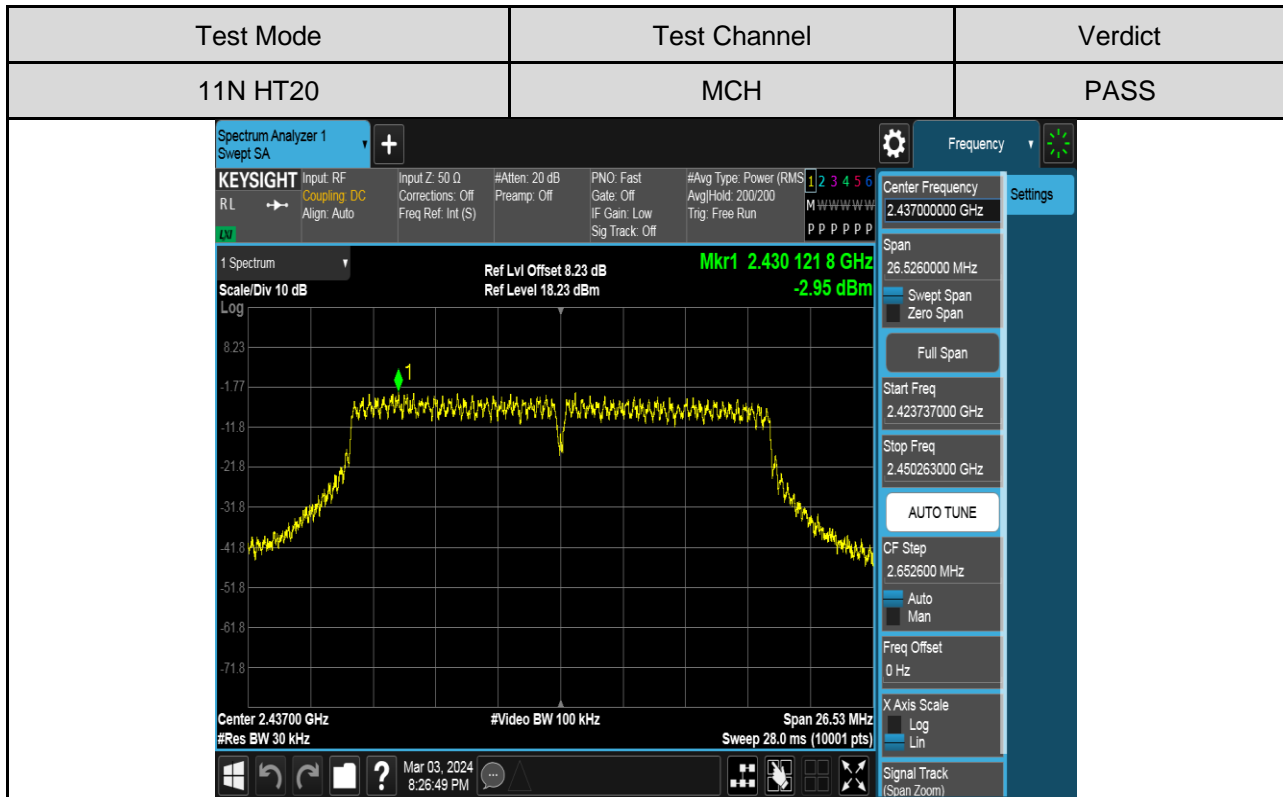 Test Mode Test Channel Verdict
11N HT20 MCH PASS
Spectrum Analyzer 1
Swept SA
+
Frequency
Settings
KEYSIGHT
RL
LXI
Input: RF
Coupling: DC
Align: Auto
Input Z: 50 Ω
Corrections: Off
Freq Ref: Int (S)
#Atten: 20 dB
Preamp: Off
PNO: Fast
Gate: Off
IF Gain: Low
Sig Track: Off
#Avg Type: Power (RMS
Avg|Hold: 200/200
Trig: Free Run
1 2 3 4 5 6
M W W W W W
P P P P P P
1 Spectrum
Scale/Div 10 dB
Ref Lvl Offset 8.23 dB
Ref Level 18.23 dBm
Mkr1 2.430 121 8 GHz
-2.95 dBm
Log
8.23
-1.77
-11.8
-21.8
-31.8
-41.8
-51.8
-61.8
-71.8
1
Center 2.43700 GHz
#Res BW 30 kHz
#Video BW 100 kHz
Span 26.53 MHz
Sweep 28.0 ms (10001 pts)
Center Frequency
2.437000000 GHz
Span
26.5260000 MHz
Swept Span
Zero Span
Full Span
Start Freq
2.423737000 GHz
Stop Freq
2.450263000 GHz
AUTO TUNE
CF Step
2.652600 MHz
Auto
Man
Freq Offset
0 Hz
X Axis Scale
Log
Lin
Signal Track
(Span Zoom)
?
Mar 03, 2024
8:26:49 PM